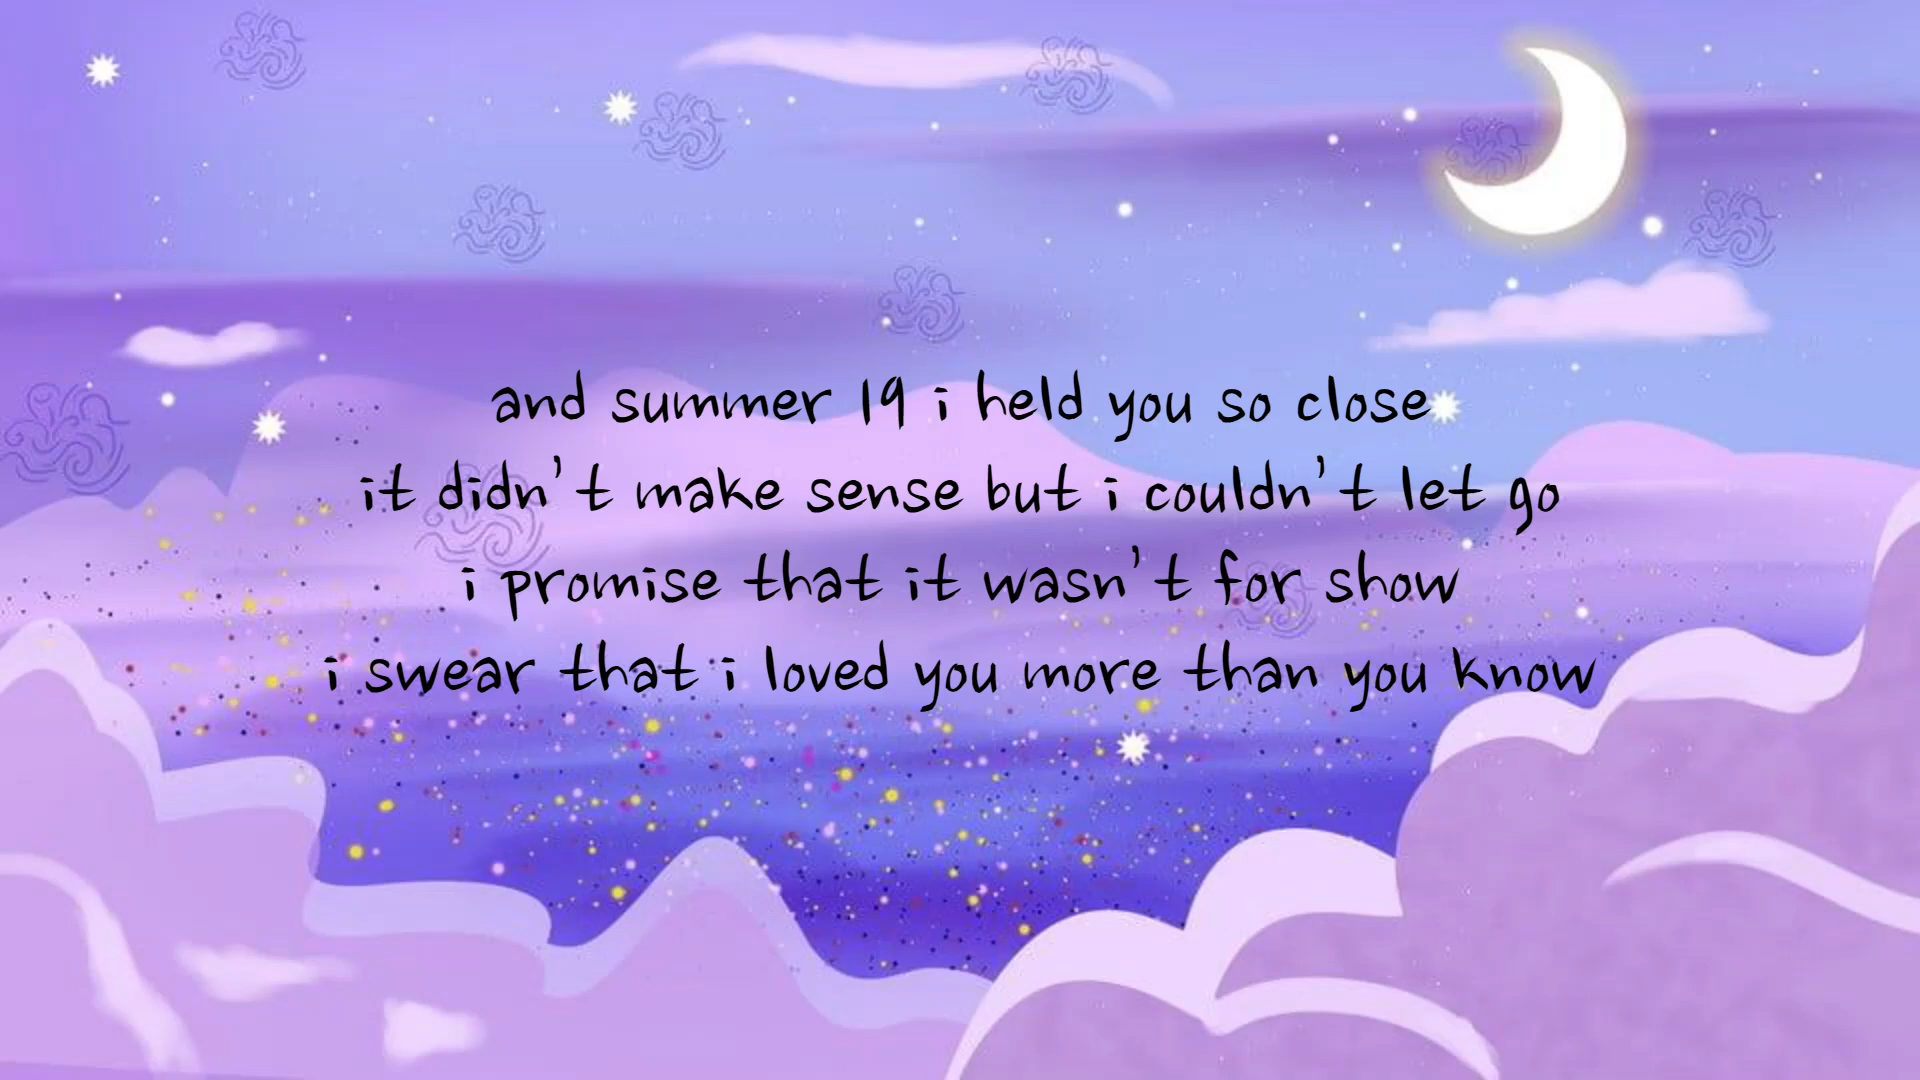 and summer 19 i held you so close
it didn't make sense but i couldn't let go
i promise that it wasn't for show
i swear that i loved you more than you know